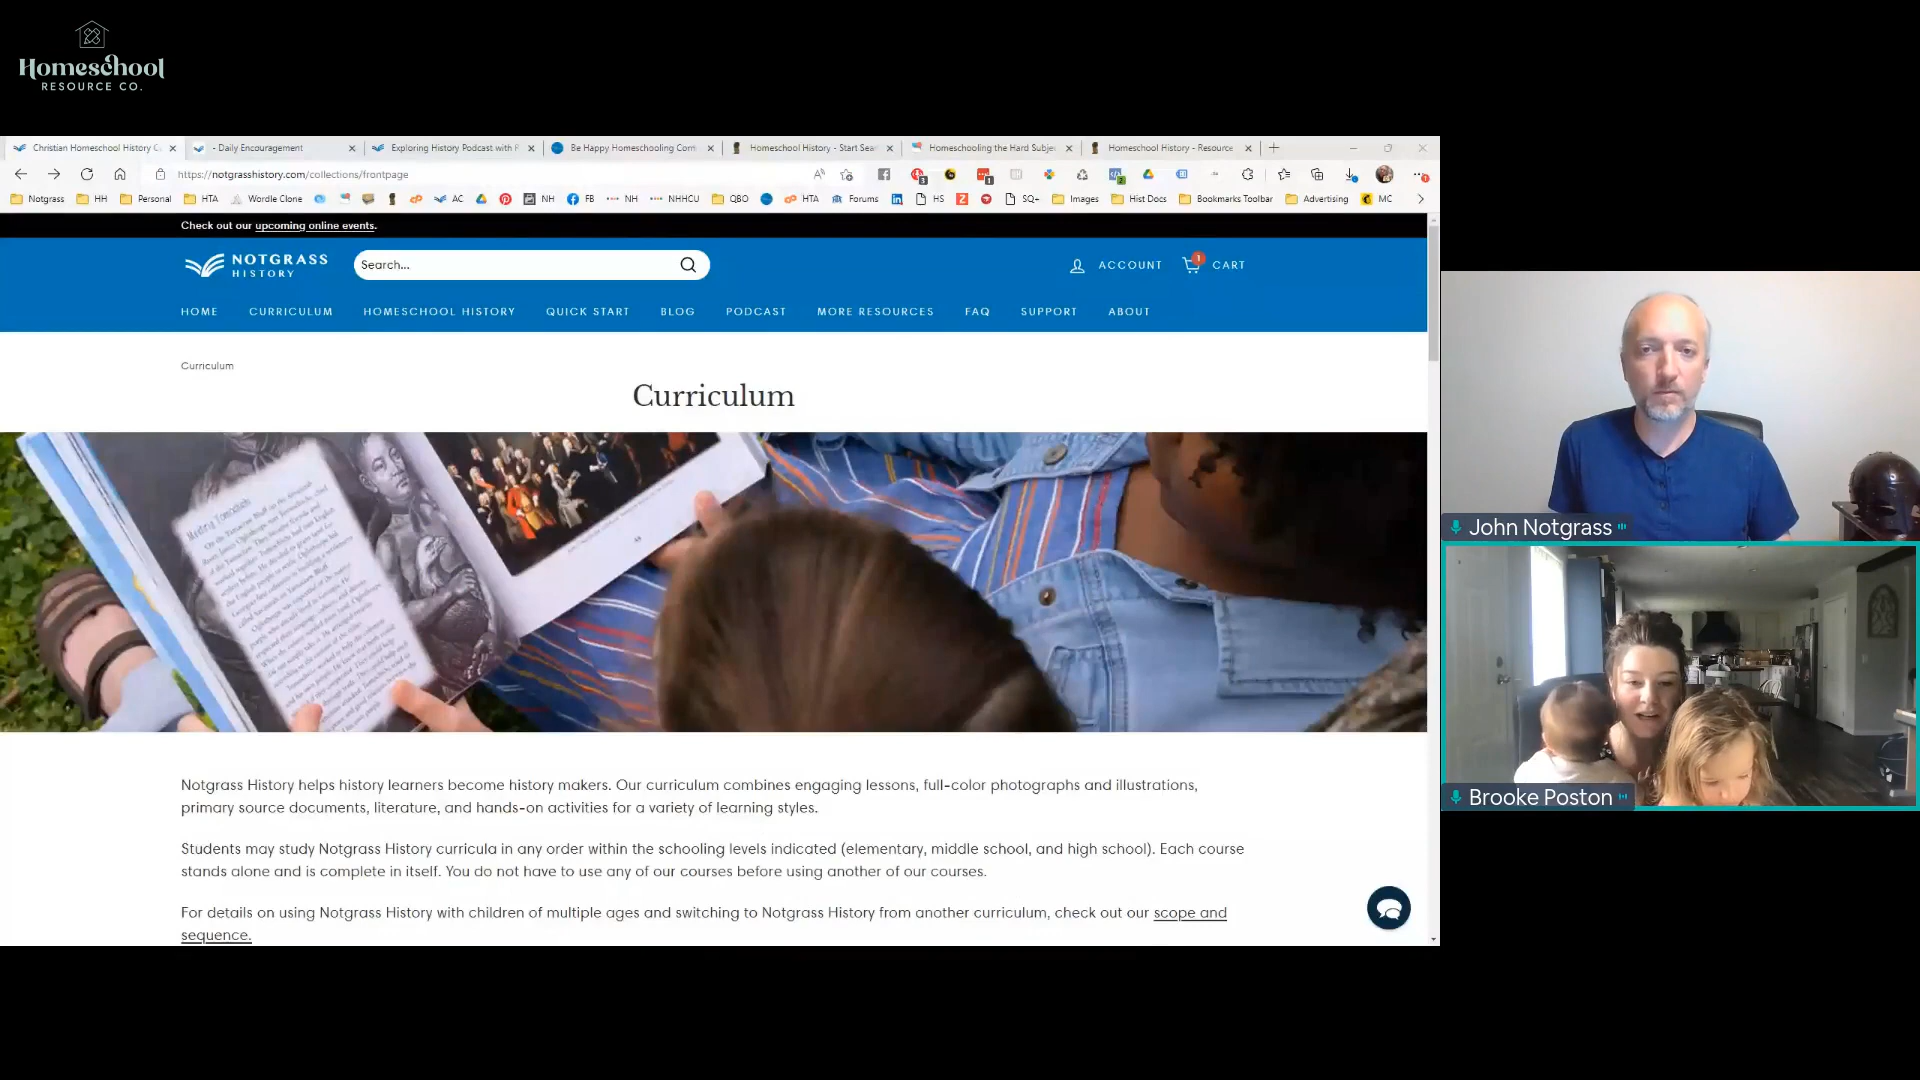 Homeschool
RESOURCE CO.
Christian Homeschool History C
- Daily Encouragement
Exploring History Podcast with
Be Happy Homeschooling Conf
Homeschool History - Start Sea
Homeschooling the Hard Subje
Homeschool History - Resource
https://notgrasshistory.com/collections/frontpage
Notgrass HH Personal HTA Wordle Clone AC NH FB NH NHHCU QBO HTA Forums HS SQ+ Images Hist Docs Bookmarks Toolbar Advertising MC
Check out our upcoming online events.
NOTGRASS
HISTORY
Search...
ACCOUNT
1
CART
HOME CURRICULUM HOMESCHOOL HISTORY QUICK START BLOG PODCAST MORE RESOURCES FAQ SUPPORT ABOUT
Curriculum
Curriculum
Notgrass History helps history learners become history makers. Our curriculum combines engaging lessons, full-color photographs and illustrations,
primary source documents, literature, and hands-on activities for a variety of learning styles.
Students may study Notgrass History curricula in any order within the schooling levels indicated (elementary, middle school, and high school). Each course
stands alone and is complete in itself. You do not have to use any of our courses before using another of our courses.
For details on using Notgrass History with children of multiple ages and switching to Notgrass History from another curriculum, check out our scope and
sequence.
John Notgrass
Brooke Poston